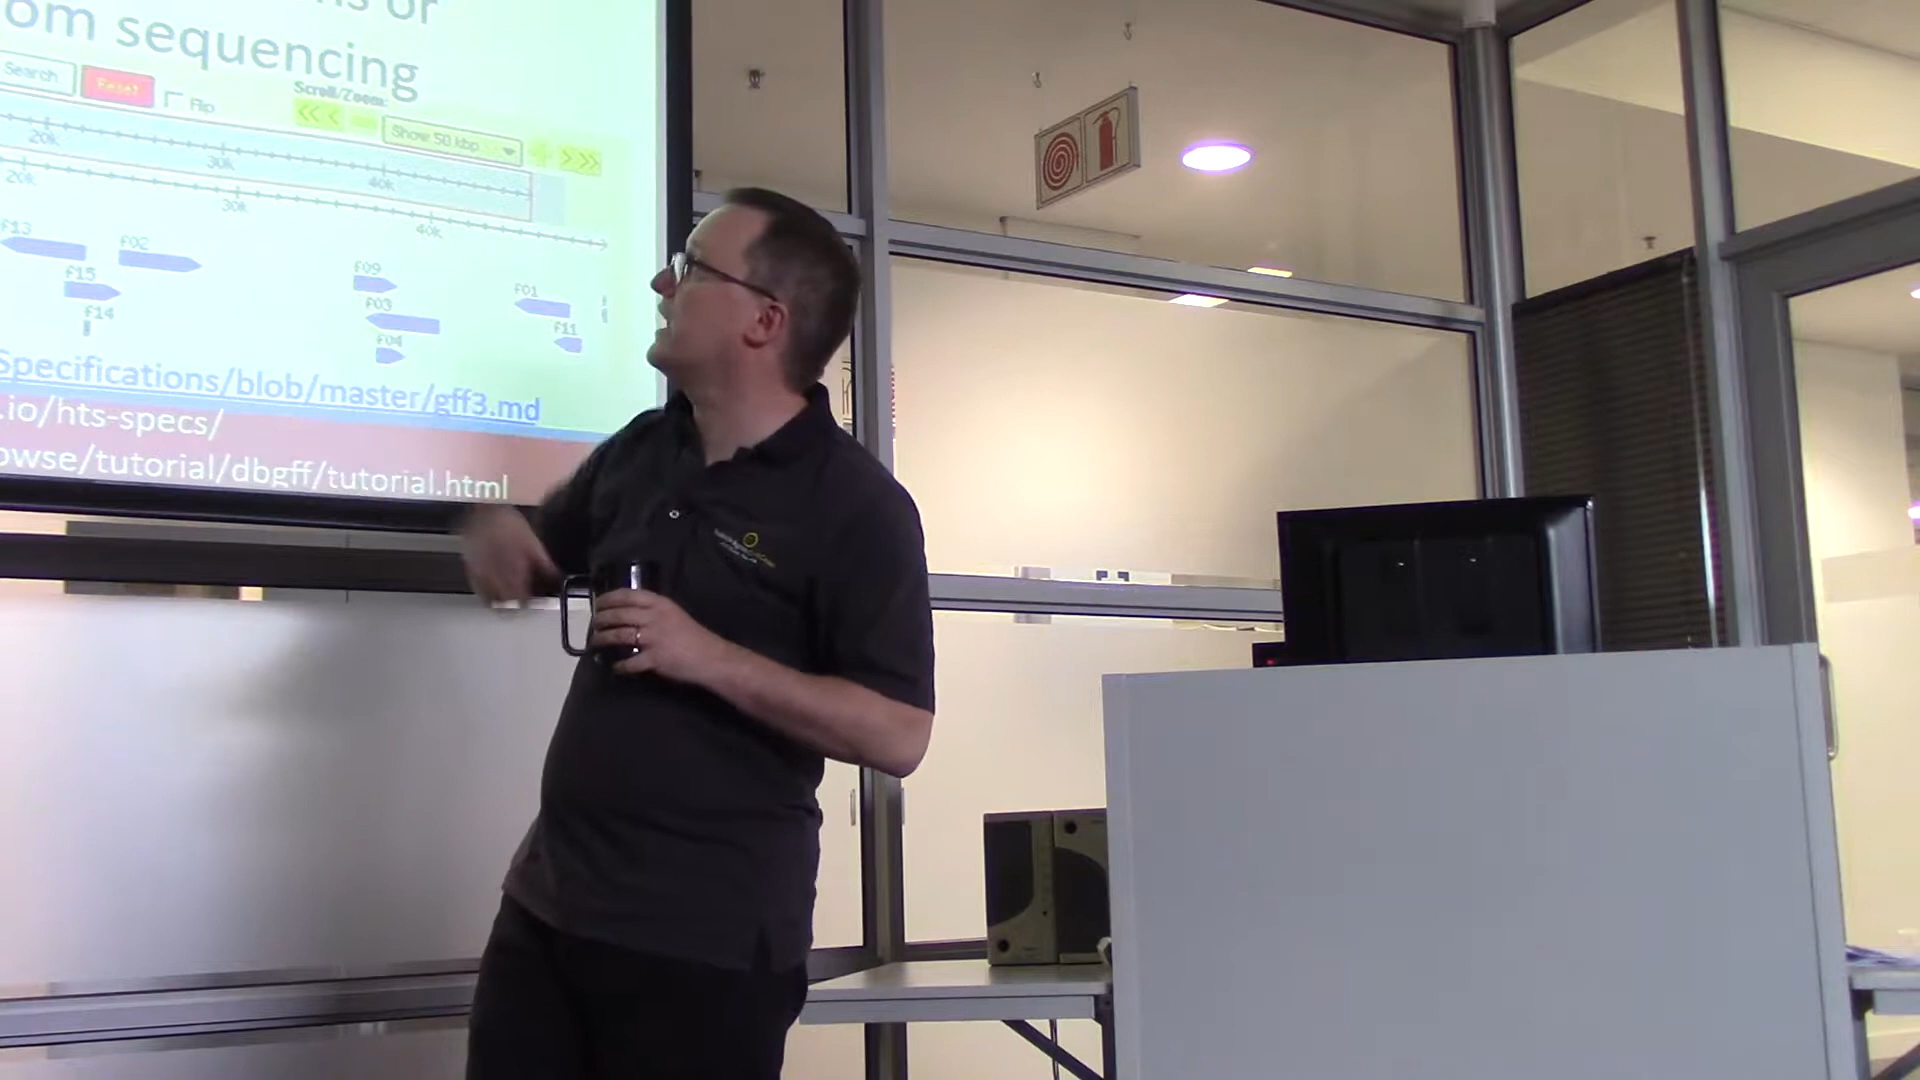 or
om sequencing
Search
Reset
Flip
Scroll/Zoom:
<< <
Show 50 kbp
> >>
20k
30k
40k
20k
30k
40k
f13
f02
f15
f14
f09
f03
f04
f01
f11
Specifications/blob/master/gff3.md
.io/hts-specs/
owse/tutorial/dbgff/tutorial.html